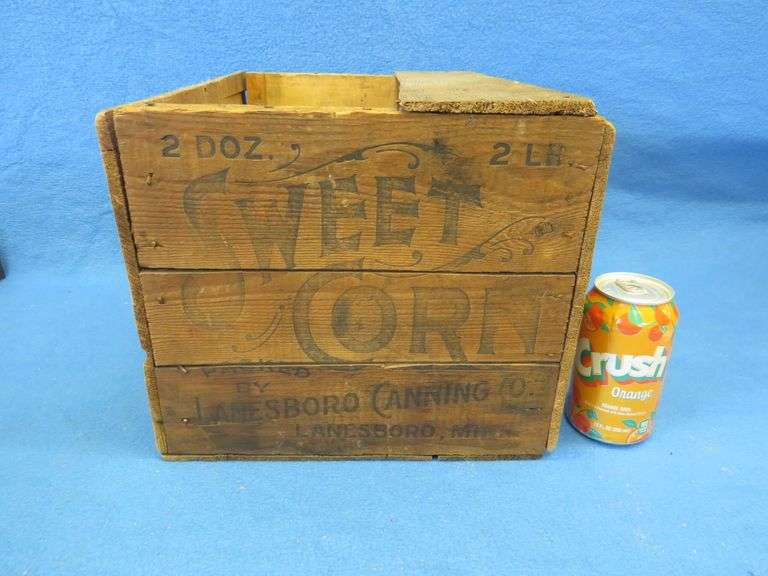 2 DOZ. 2 LB.
SWEET
CORN
PACKED
BY
LANESBORO CANNING CO.
LANESBORO, MINN.
Crush
Orange